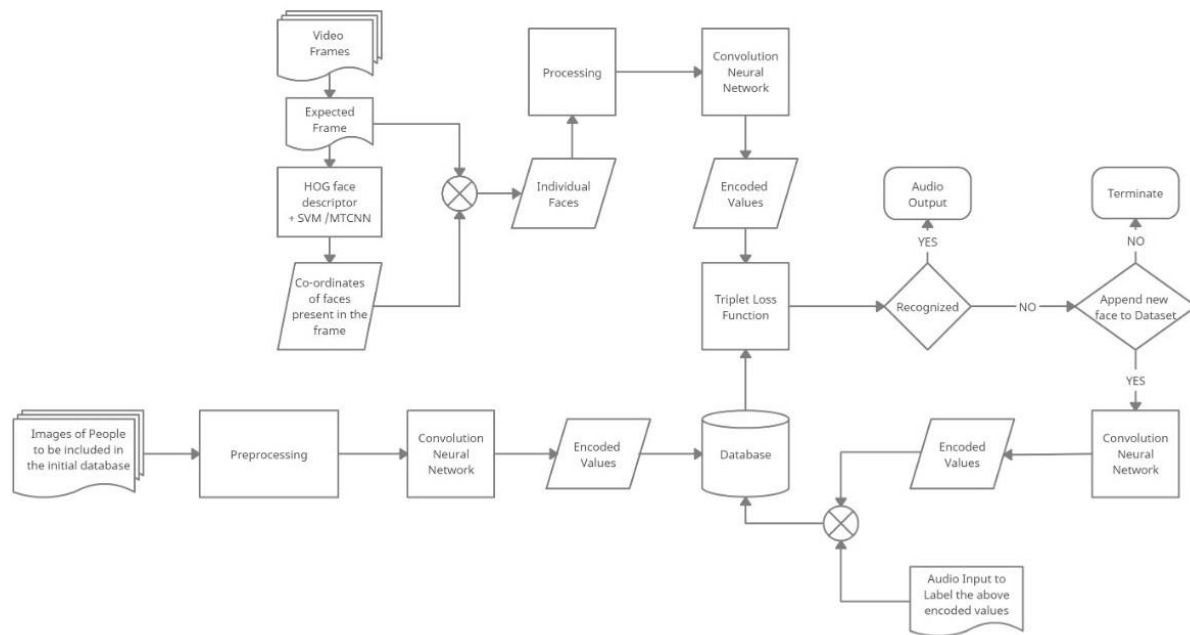 Video
Frames
Expected
Frame
HOG face
descriptor
+ SVM /MTCNN
Co-ordinates
of faces
present in the
frame
Individual
Faces
Processing
Convolution
Neural
Network
Encoded
Values
Triplet Loss
Function
Recognized
YES
Audio
Output
NO
Append new
face to Dataset
NO
Terminate
YES
Convolution
Neural
Network
Encoded
Values
Audio Input to
Label the above
encoded values
Images of People
to be included in
the initial database
Preprocessing
Convolution
Neural
Network
Encoded
Values
Database